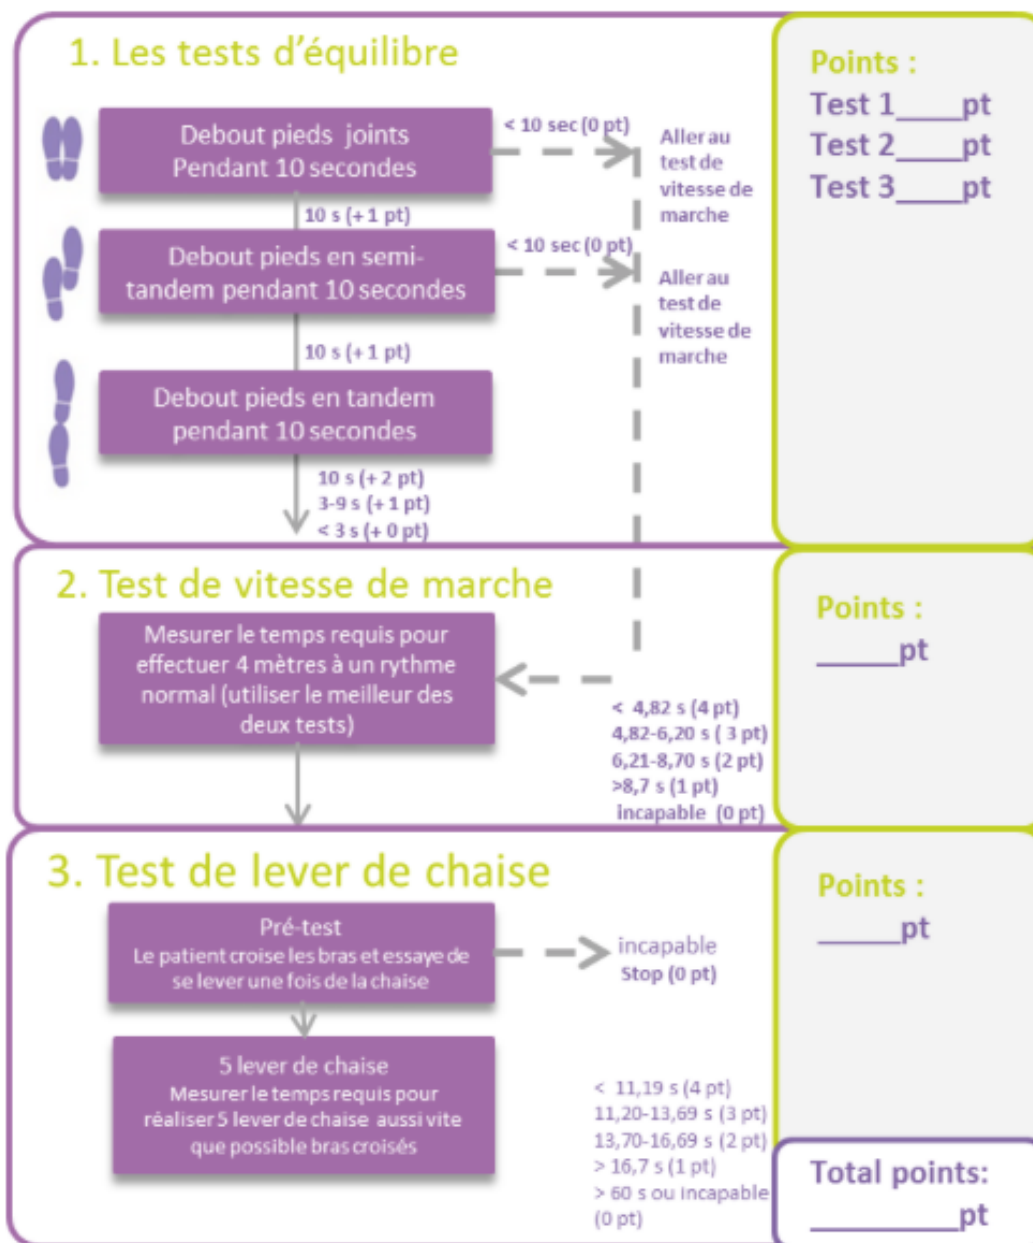 1. Les tests d'équilibre
Debout pieds joints
Pendant 10 secondes
< 10 sec (0 pt)
Aller au
test de
vitesse de
marche
10 s (+ 1 pt)
Debout pieds en semi-
tandem pendant 10 secondes
< 10 sec (0 pt)
Aller au
test de
vitesse de
marche
10 s (+ 1 pt)
Debout pieds en tandem
pendant 10 secondes
10 s (+ 2 pt)
3-9 s (+ 1 pt)
< 3 s (+ 0 pt)
Points :
Test 1____pt
Test 2____pt
Test 3____pt
2. Test de vitesse de marche
Mesurer le temps requis pour
effectuer 4 mètres à un rythme
normal (utiliser le meilleur des
deux tests)
< 4,82 s (4 pt)
4,82-6,20 s ( 3 pt)
6,21-8,70 s (2 pt)
>8,7 s (1 pt)
incapable (0 pt)
Points :
_____pt
3. Test de lever de chaise
Pré-test
Le patient croise les bras et essaye de
se lever une fois de la chaise
incapable
Stop (0 pt)
5 lever de chaise
Mesurer le temps requis pour
réaliser 5 lever de chaise aussi vite
que possible bras croisés
< 11,19 s (4 pt)
11,20-13,69 s (3 pt)
13,70-16,69 s (2 pt)
> 16,7 s (1 pt)
> 60 s ou incapable
(0 pt)
Points :
_____pt
Total points:
_________pt